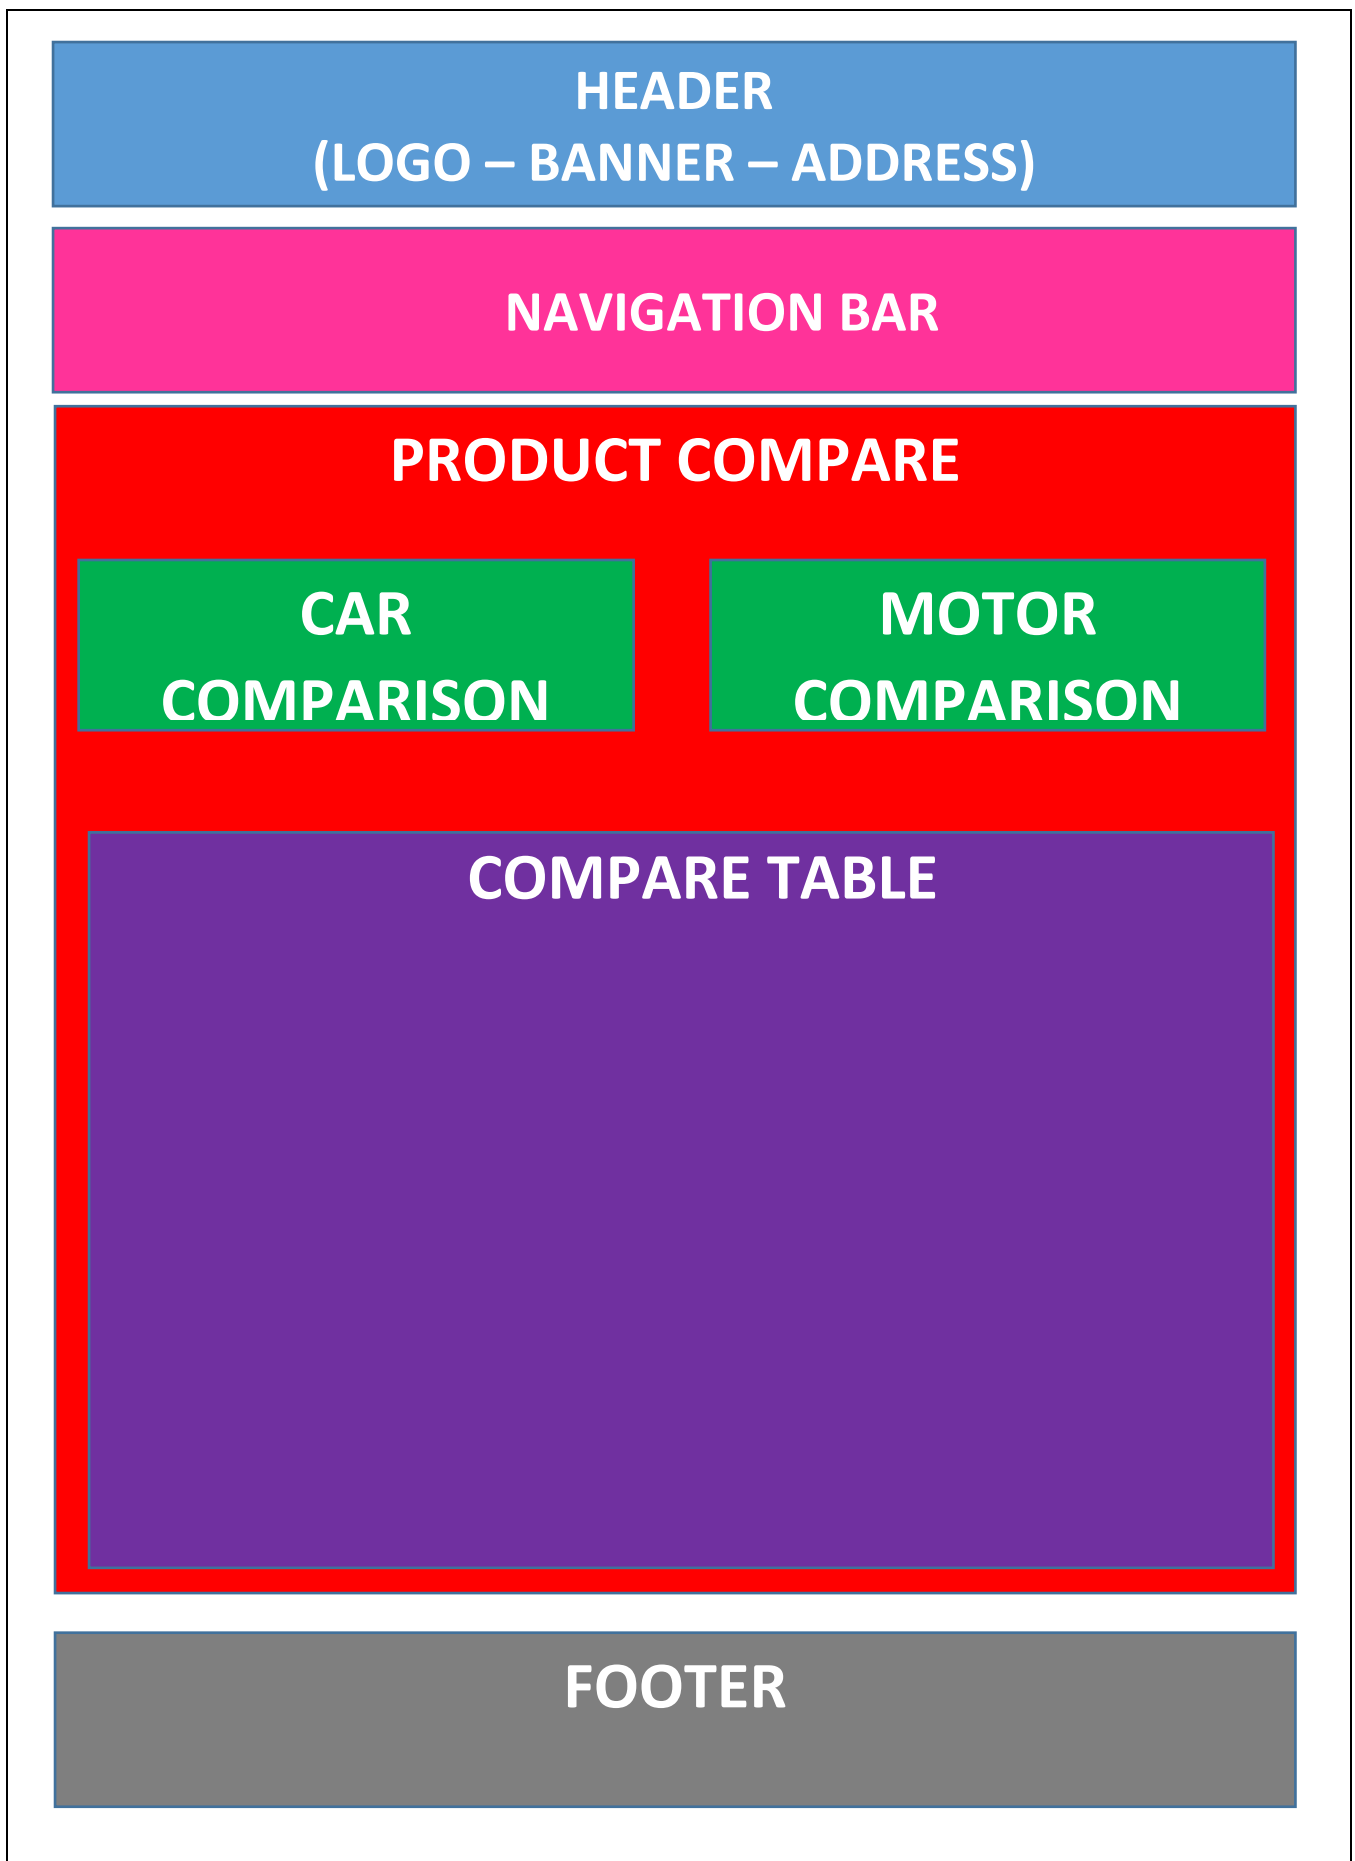 HEADER
(LOGO – BANNER – ADDRESS)
NAVIGATION BAR
PRODUCT COMPARE
CAR
COMPARISON
MOTOR
COMPARISON
COMPARE TABLE
FOOTER